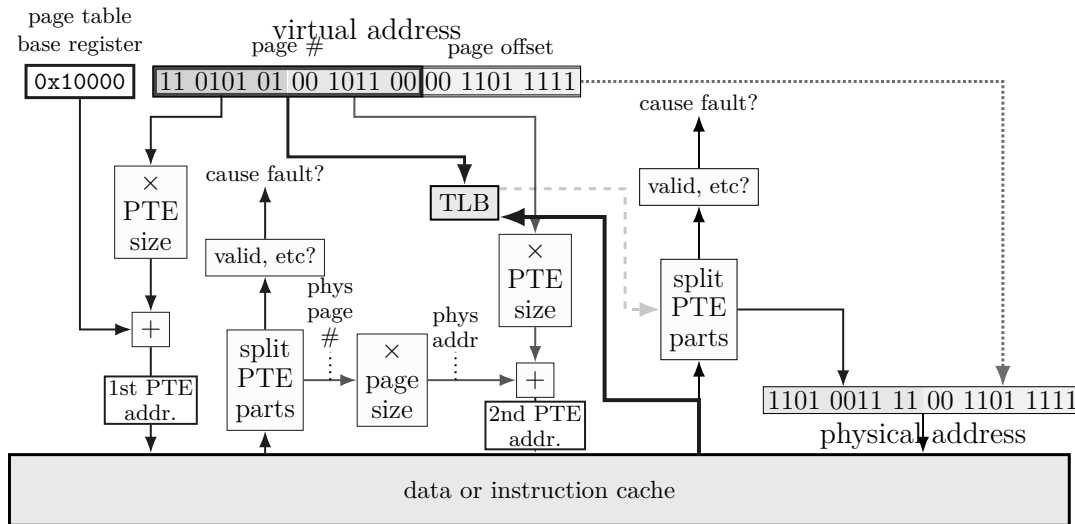 page table
base register
virtual address
page #
page offset
0x10000
11 0101 01 00 1011 00 00 1101 1111
cause fault?
cause fault?
×
PTE
size
valid, etc?
TLB
valid, etc?
×
PTE
size
split
PTE
parts
phys
page
#
phys
addr
+
split
PTE
parts
×
page
size
+
1st PTE
addr.
2nd PTE
addr.
1101 0011 11 00 1101 1111
physical address
data or instruction cache